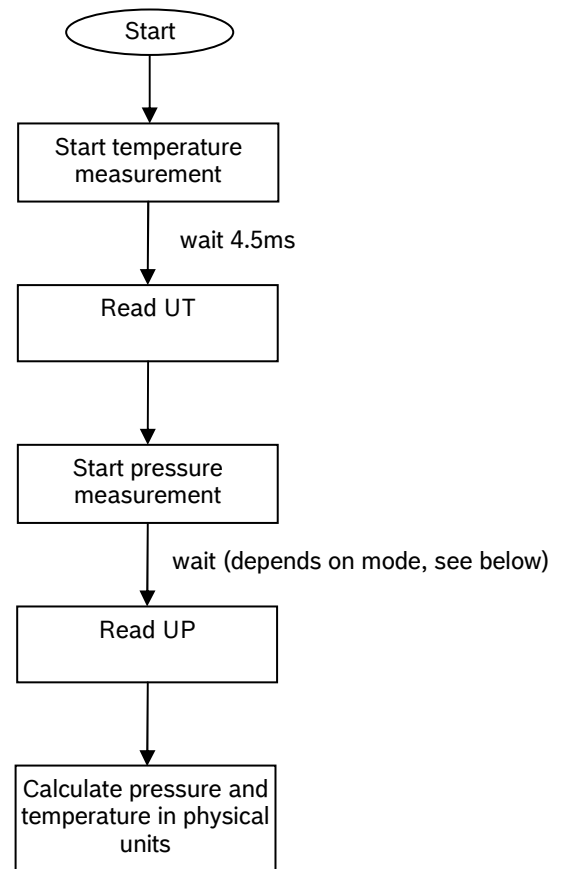 Start
Start temperature
measurement
wait 4.5ms
Read UT
Start pressure
measurement
wait (depends on mode, see below)
Read UP
Calculate pressure and
temperature in physical
units